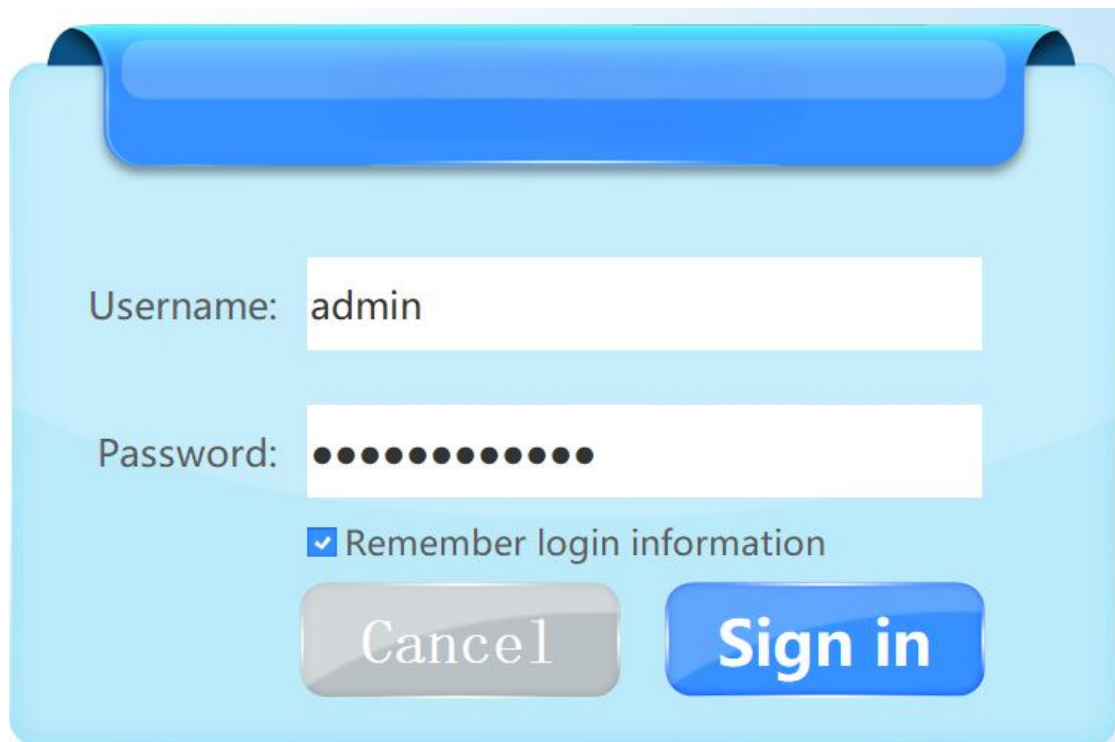 Username: admin
Password: ●●●●●●●●●●●●
Remember login information
Cancel Sign in